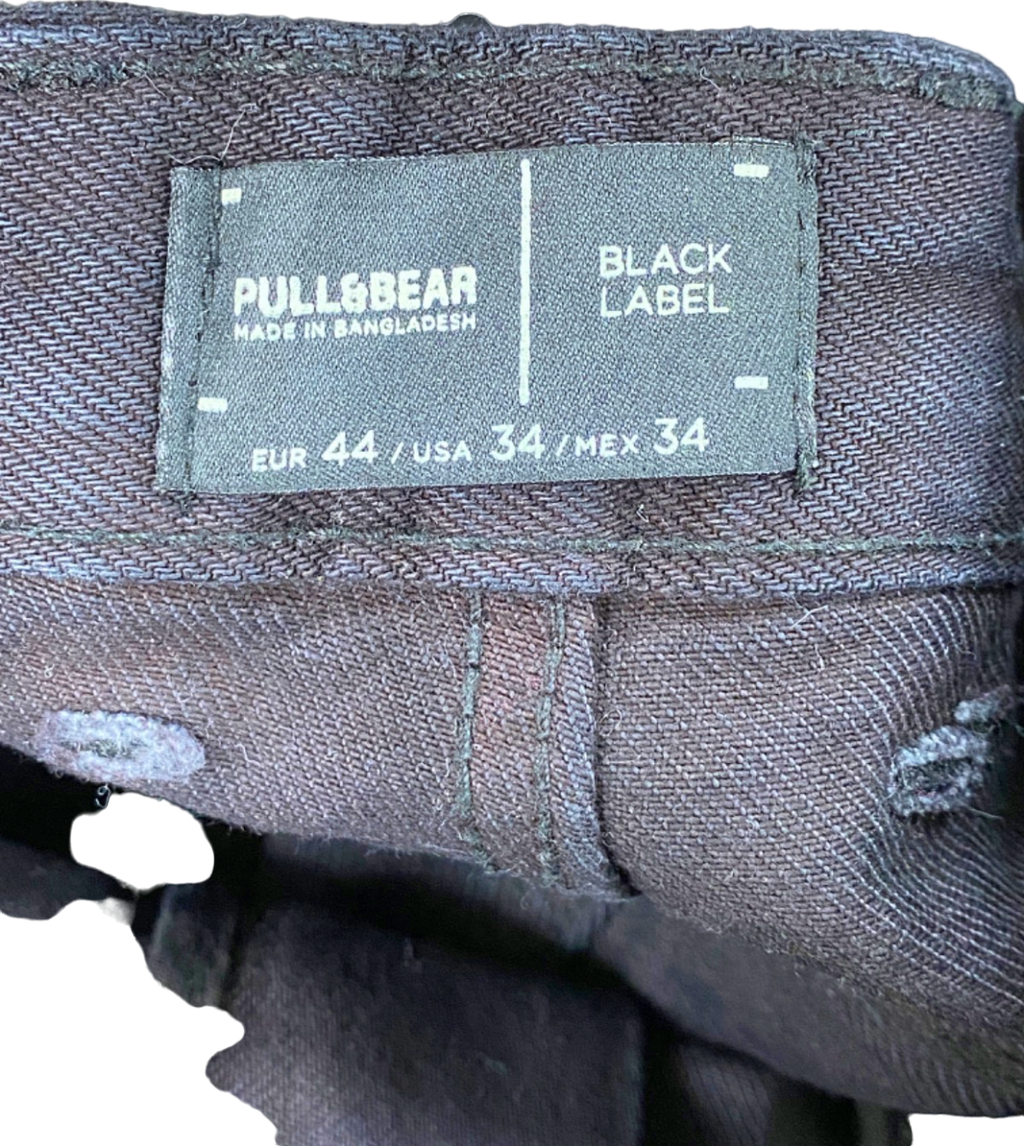 PULL&BEAR
MADE IN BANGLADESH
BLACK
LABEL
EUR 44 / USA 34 / MEX 34